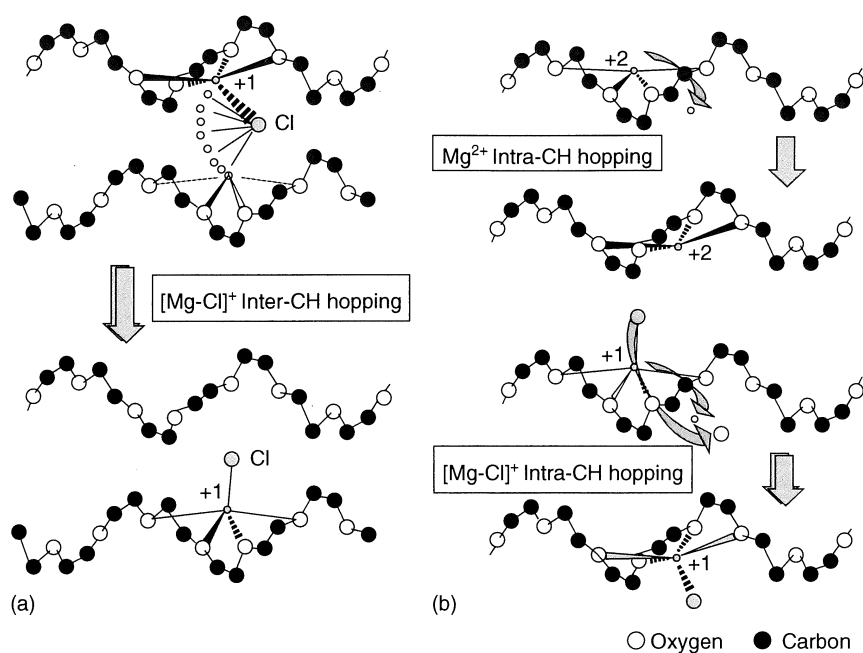 +1
Cl
[Mg-Cl]⁺ Inter-CH hopping
Cl
+1
(a)
+2
Mg²⁺ Intra-CH hopping
+2
+1
[Mg-Cl]⁺ Intra-CH hopping
+1
(b)
Oxygen
Carbon